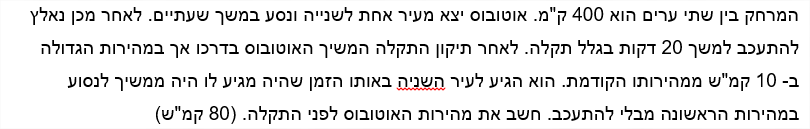 המרחק בין שתי ערים הוא 400 ק"מ. אוטובוס יצא מעיר אחת לשנייה ונסע במשך שעתיים. לאחר מכן נאלץ
להתעכב למשך 20 דקות בגלל תקלה. לאחר תיקון התקלה המשיך האוטובוס בדרכו אך במהירות הגדולה
ב- 10 קמ"ש ממהירותו הקודמת. הוא הגיע לעיר השניה באותו הזמן שהיה מגיע לו היה ממשיך לנסוע
במהירות הראשונה מבלי להתעכב. חשב את מהירות האוטובוס לפני התקלה. (80 קמ"ש)